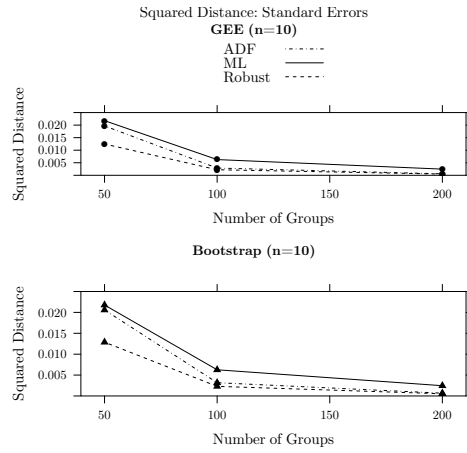 Squared Distance: Standard Errors
GEE (n=10)
ADF
ML
Robust
Squared Distance
0.020
0.015
0.010
0.005
50 100 150 200
Number of Groups
Bootstrap (n=10)
Squared Distance
0.020
0.015
0.010
0.005
50 100 150 200
Number of Groups